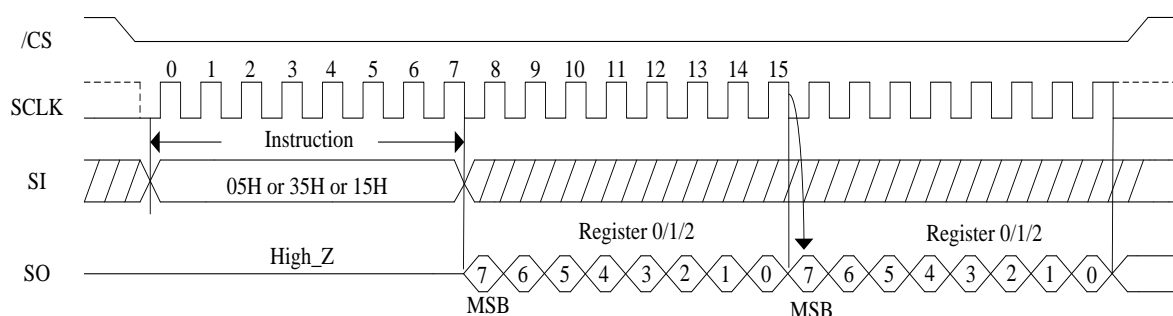 /CS
0 1 2 3 4 5 6 7 8 9 10 11 12 13 14 15
SCLK
Instruction
SI
05H or 35H or 15H
Register 0/1/2 Register 0/1/2
High_Z
SO
7 6 5 4 3 2 1 0 7 6 5 4 3 2 1 0
MSB MSB